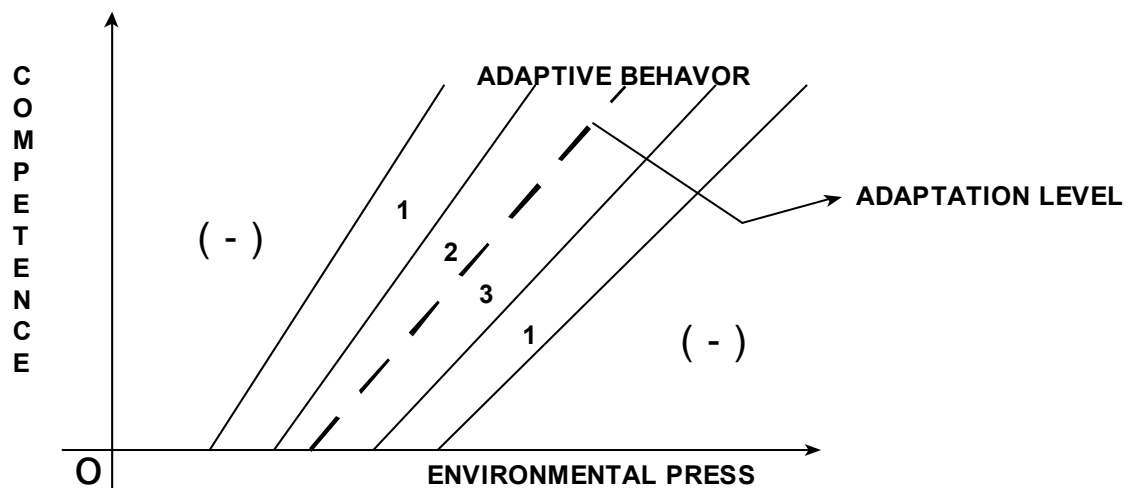 COMPETENCE
ADAPTIVE BEHAVOR
ADAPTATION LEVEL
1
( - )
2
3
1
( - )
O
ENVIRONMENTAL PRESS